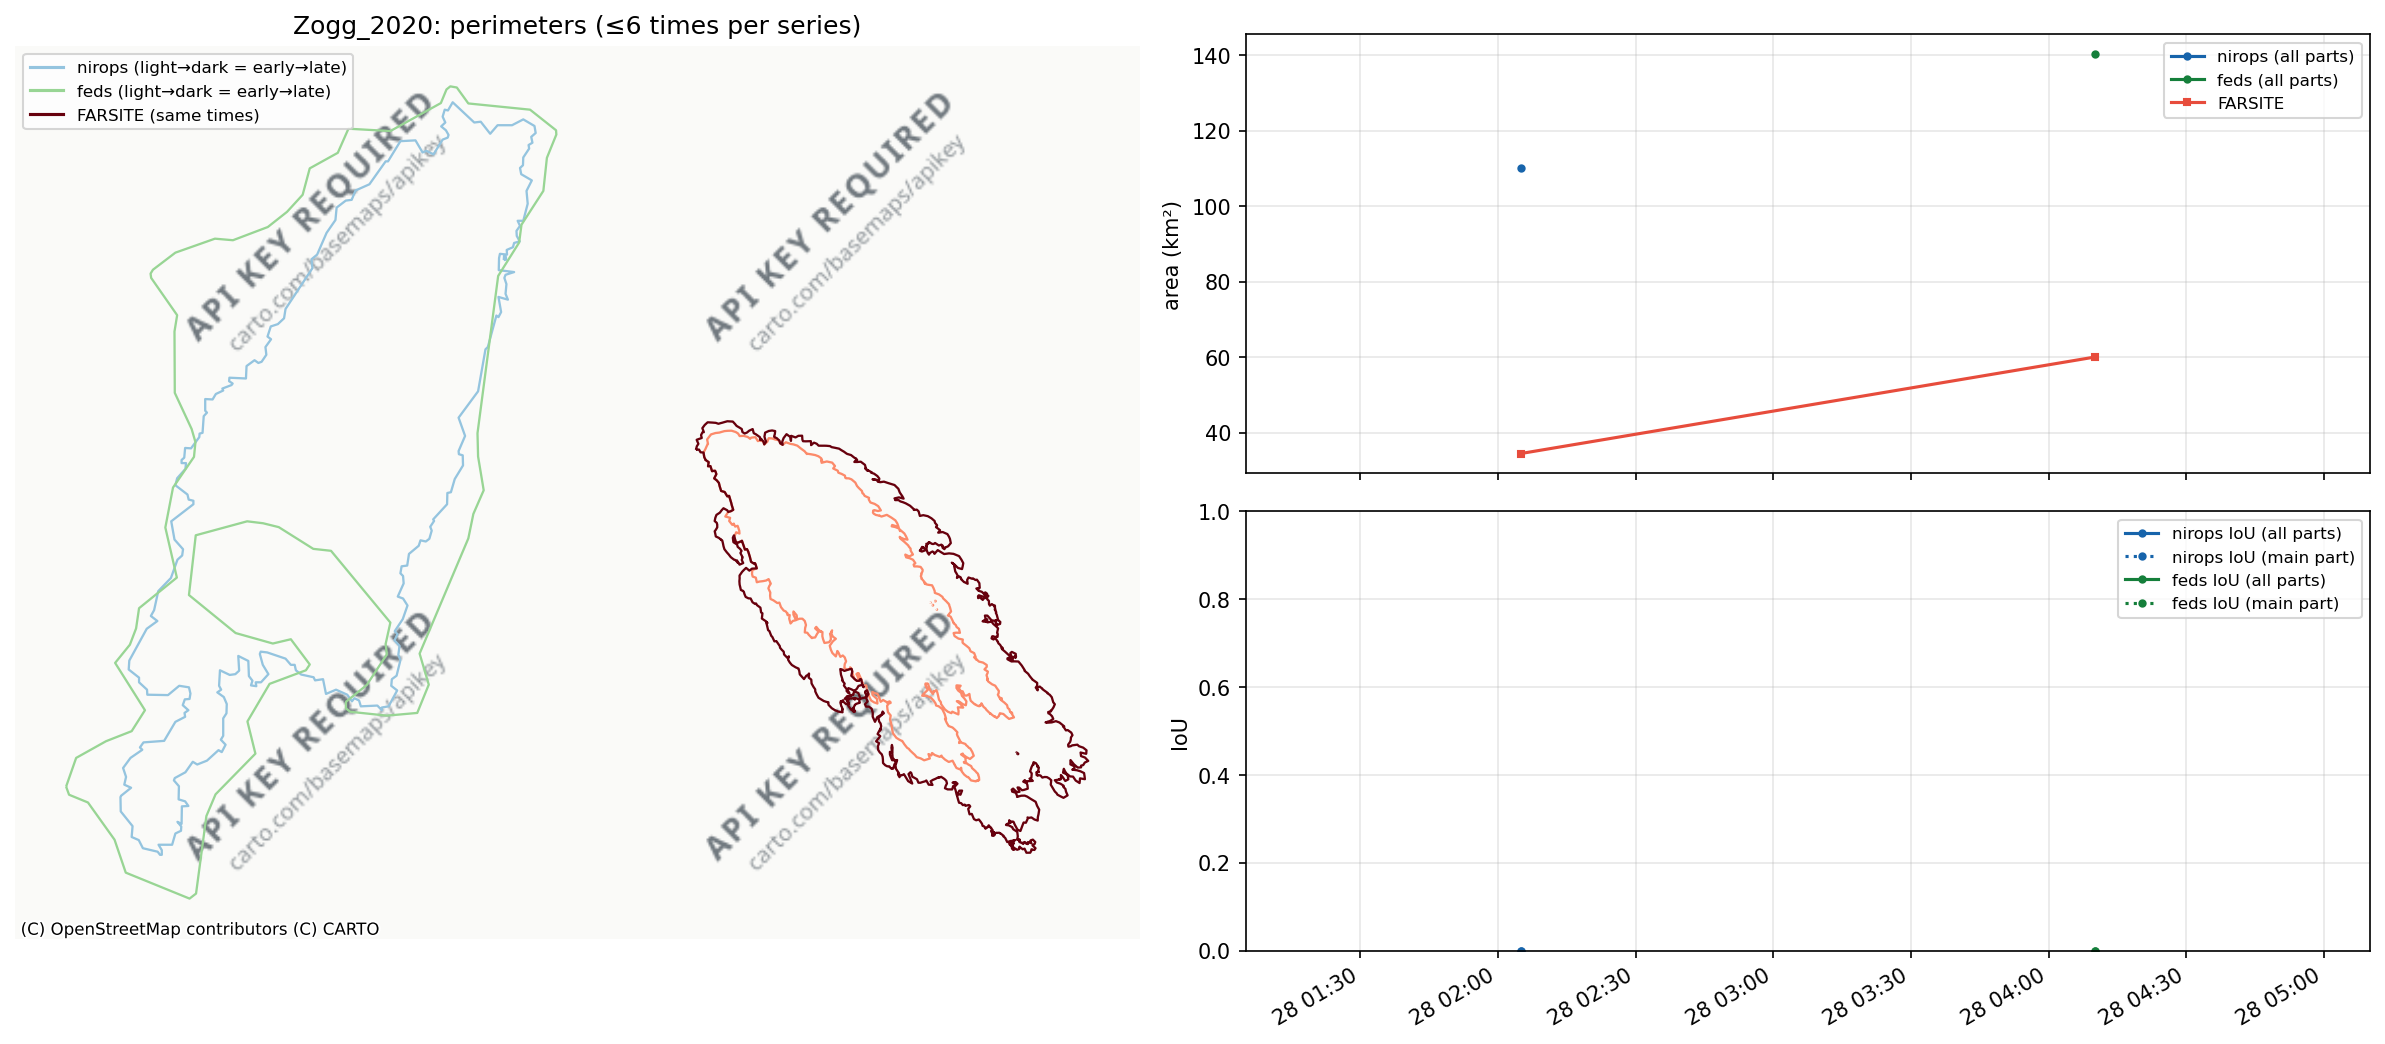 Zogg_2020: perimeters (≤6 times per series)
nirops (light→dark = early→late)
feds (light→dark = early→late)
FARSITE (same times)
API KEY REQUIRED
carto.com/basemaps/apikey
API KEY REQUIRED
carto.com/basemaps/apikey
API KEY REQUIRED
carto.com/basemaps/apikey
API KEY REQUIRED
carto.com/basemaps/apikey
(C) OpenStreetMap contributors (C) CARTO
140
120
100
80
60
40
area (km²)
nirops (all parts)
feds (all parts)
FARSITE
1.0
0.8
0.6
0.4
0.2
0.0
IoU
nirops IoU (all parts)
nirops IoU (main part)
feds IoU (all parts)
feds IoU (main part)
28 01:30
28 02:00
28 02:30
28 03:00
28 03:30
28 04:00
28 04:30
28 05:00